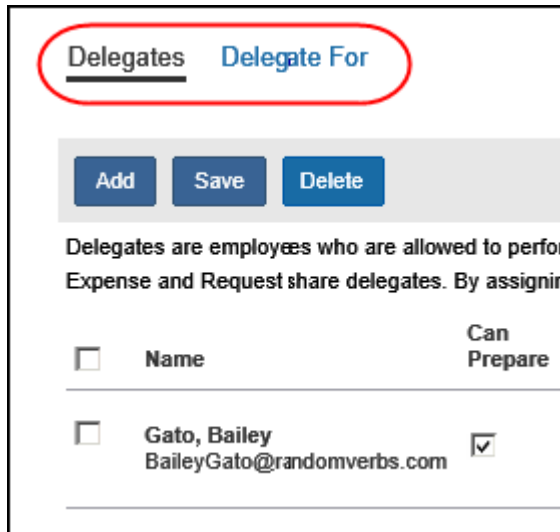 Delegates Delegate For
Add Save Delete
Delegates are employees who are allowed to perfo
Expense and Request share delegates. By assignin
Name Can Prepare
Gato, Bailey
BaileyGato@randomverbs.com